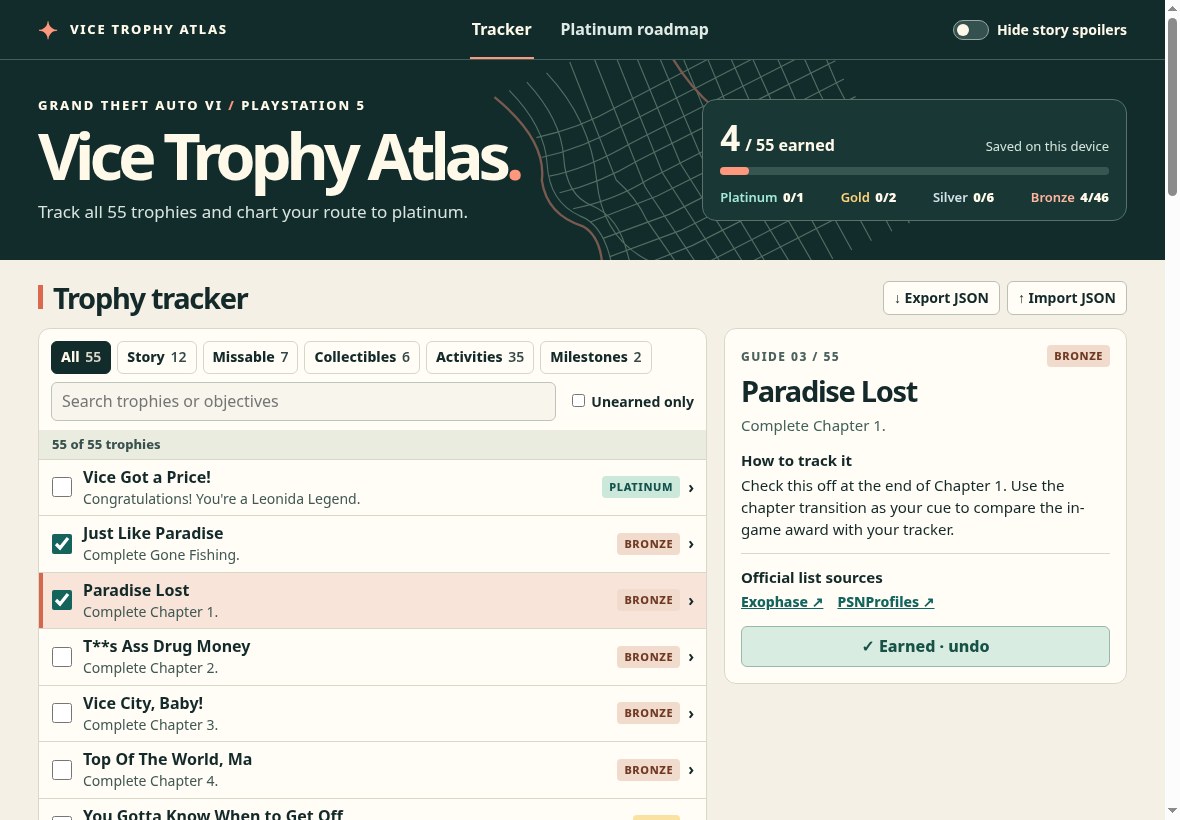 VICE TROPHY ATLAS
Tracker
Platinum roadmap
Hide story spoilers
GRAND THEFT AUTO VI / PLAYSTATION 5
Vice Trophy Atlas.
Track all 55 trophies and chart your route to platinum.
4 / 55 earned
Saved on this device
Platinum 0/1
Gold 0/2
Silver 0/6
Bronze 4/46
Trophy tracker
↓ Export JSON
↑ Import JSON
All 55
Story 12
Missable 7
Collectibles 6
Activities 35
Milestones 2
Search trophies or objectives
Unearned only
55 of 55 trophies
Vice Got a Price!
Congratulations! You're a Leonida Legend.
PLATINUM ›
Just Like Paradise
Complete Gone Fishing.
BRONZE ›
Paradise Lost
Complete Chapter 1.
BRONZE ›
T**s Ass Drug Money
Complete Chapter 2.
BRONZE ›
Vice City, Baby!
Complete Chapter 3.
BRONZE ›
Top Of The World, Ma
Complete Chapter 4.
BRONZE ›
You Gotta Know When to Get Off
GUIDE 03 / 55
BRONZE
Paradise Lost
Complete Chapter 1.
How to track it
Check this off at the end of Chapter 1. Use the
chapter transition as your cue to compare the in-
game award with your tracker.
Official list sources
Exophase ↗
PSNProfiles ↗
✓ Earned · undo